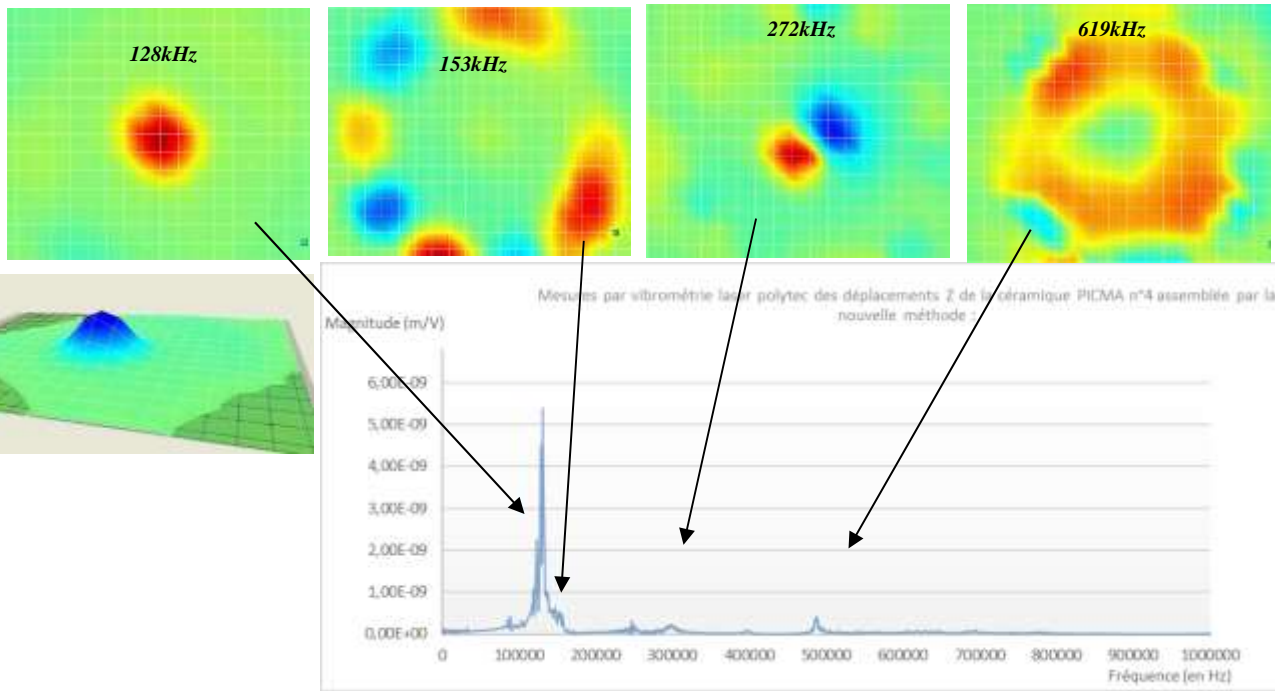 128kHz
153kHz
272kHz
619kHz
Mesures par vibrométrie laser polytec des déplacements Z de la céramique PICMA n°4 assemblée par la
nouvelle méthode :
Magnitude (m/V)
6,00E-09
5,00E-09
4,00E-09
3,00E-09
2,00E-09
1,00E-09
0,00E+00
0 100000 200000 300000 400000 500000 600000 700000 800000 900000 1000000
Fréquence (en Hz)